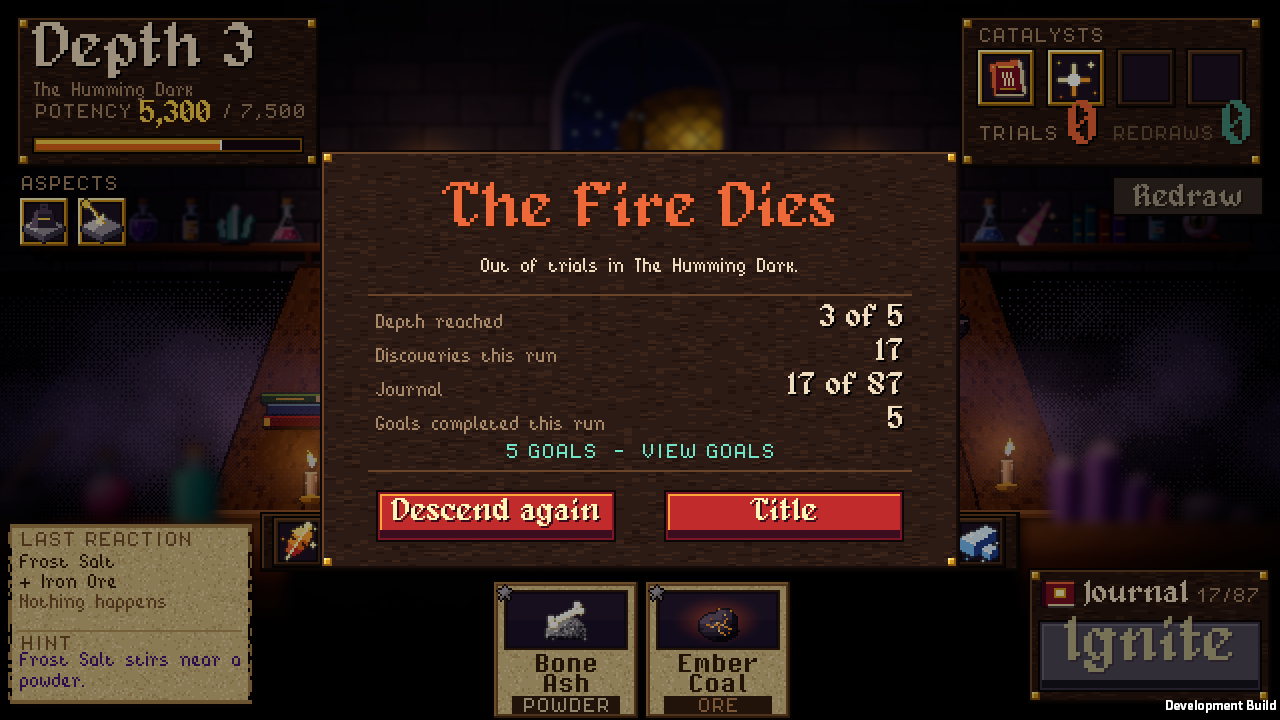 Depth 3
The Humming Dark
POTENCY 5,300 / 7,500
ASPECTS
CATALYSTS
TRIALS 0 REDRAWS 0
Redraw
The Fire Dies
Out of trials in The Humming Dark.
Depth reached 3 of 5
Discoveries this run 17
Journal 17 of 87
Goals completed this run 5
5 GOALS - VIEW GOALS
Descend again
Title
LAST REACTION
Frost Salt
+ Iron Ore
Nothing happens
HINT
Frost Salt stirs near a
powder.
Bone
Ash
POWDER
Ember
Coal
ORE
Journal 17/87
Ignite
Development Build